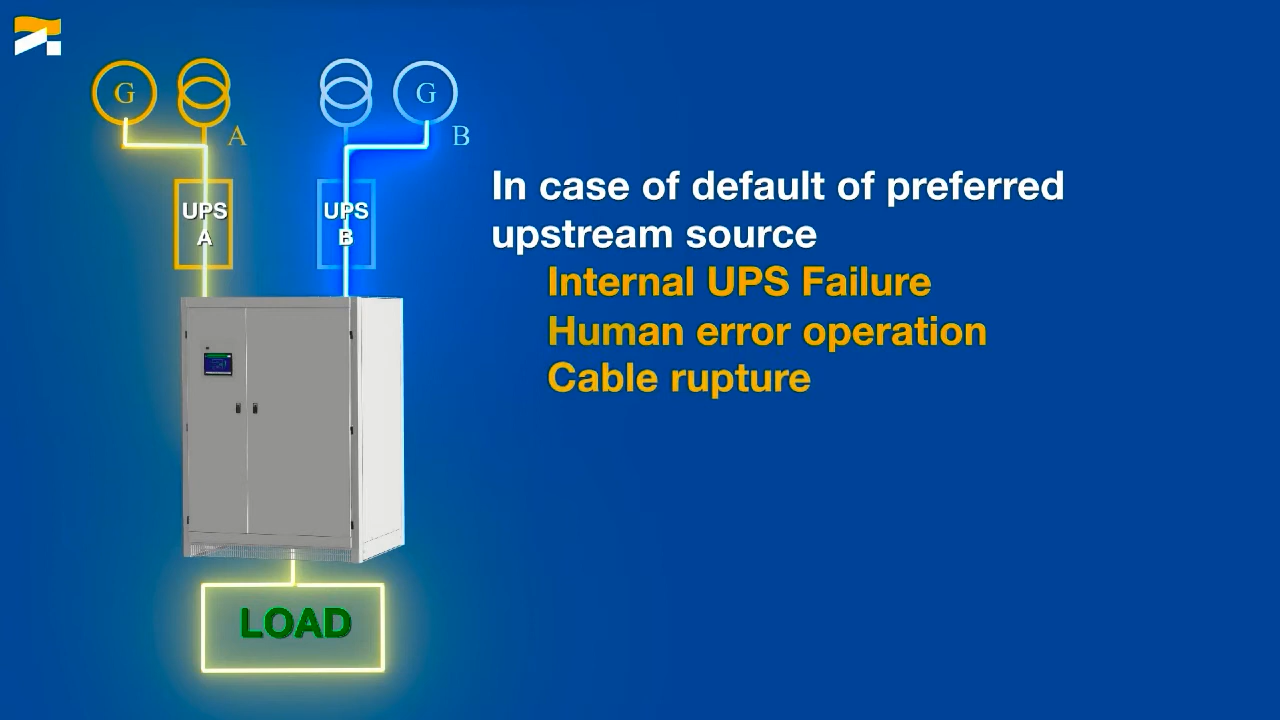 G
G
A
B
UPS
A
UPS
B
In case of default of preferred
upstream source
Internal UPS Failure
Human error operation
Cable rupture
LOAD